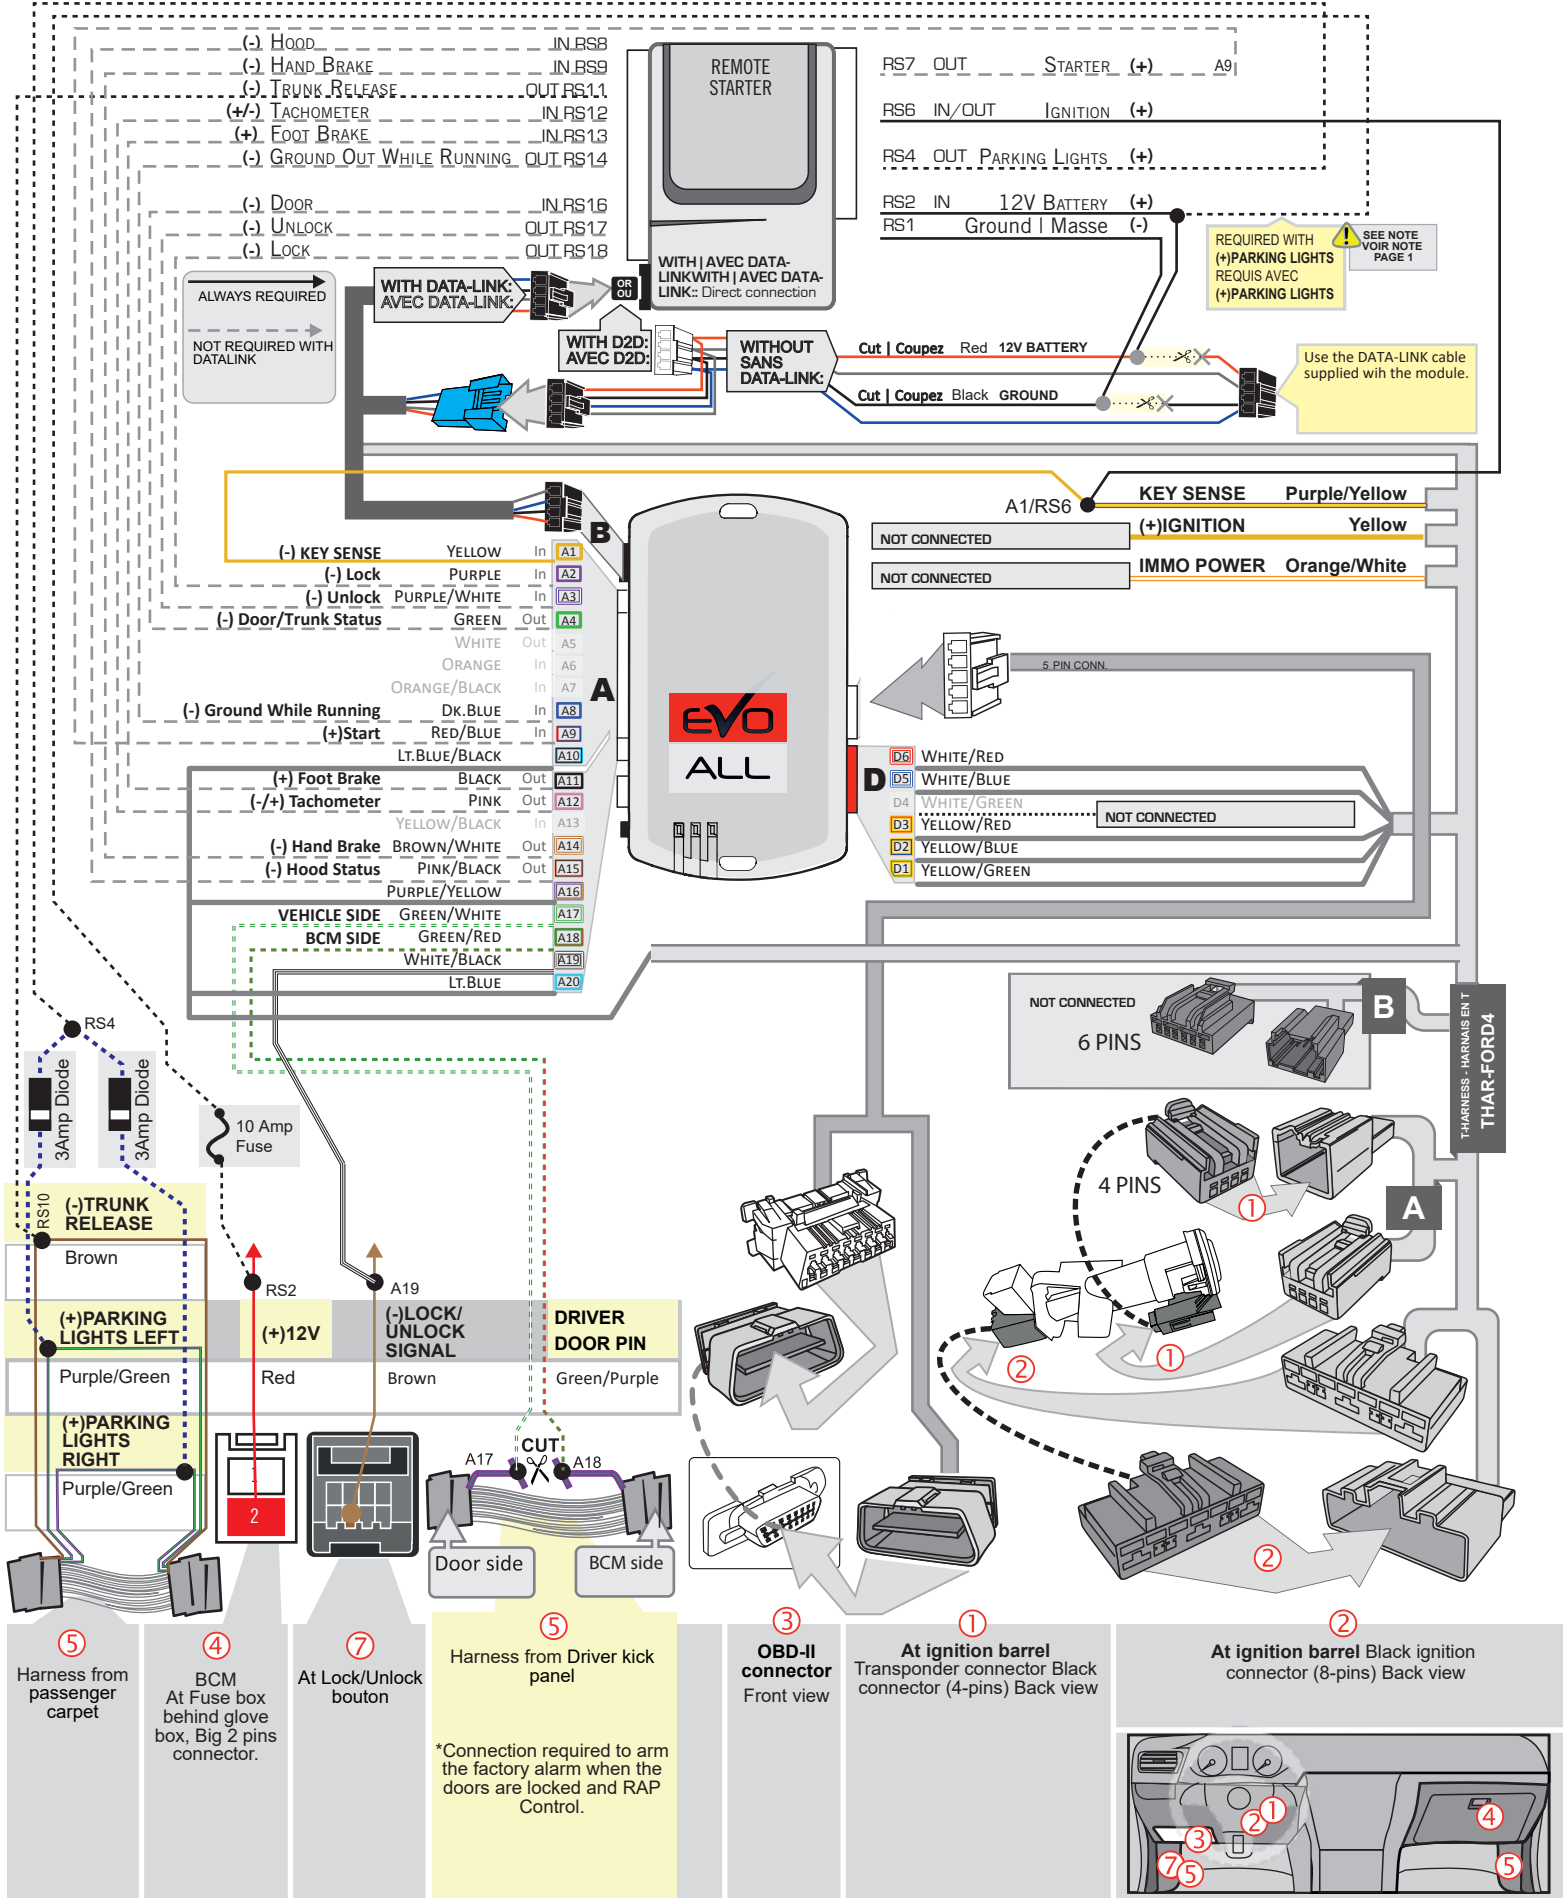 (-) HOOD IN RS8
(-) HAND BRAKE IN RS9
(-) TRUNK RELEASE OUT RS11
(+/-) TACHOMETER IN RS12
(+) FOOT BRAKE IN RS13
(-) GROUND OUT WHILE RUNNING OUT RS14
(-) DOOR IN RS16
(-) UNLOCK OUT RS17
(-) LOCK OUT RS18
REMOTE
STARTER
WITH | AVEC DATA-
LINKWITH | AVEC DATA-
LINK:: Direct connection
RS7 OUT STARTER (+) A9
RS6 IN/OUT IGNITION (+)
RS4 OUT PARKING LIGHTS (+)
RS2 IN 12V BATTERY (+)
RS1 Ground | Masse (-)
REQUIRED WITH
(+)PARKING LIGHTS
REQUIS AVEC
(+)PARKING LIGHTS
!
SEE NOTE
VOIR NOTE
PAGE 1
ALWAYS REQUIRED
NOT REQUIRED WITH
DATALINK
WITH DATA-LINK:
AVEC DATA-LINK:
OR
OU
WITH D2D:
AVEC D2D:
WITHOUT
SANS
DATA-LINK:
Cut | Coupez Red 12V BATTERY
Cut | Coupez Black GROUND
Use the DATA-LINK cable
supplied wih the module.
A1/RS6
KEY SENSE Purple/Yellow
NOT CONNECTED (+)IGNITION Yellow
NOT CONNECTED IMMO POWER Orange/White
B
(-) KEY SENSE YELLOW In A1
(-) Lock PURPLE In A2
(-) Unlock PURPLE/WHITE In A3
(-) Door/Trunk Status GREEN Out A4
WHITE Out A5
ORANGE In A6
ORANGE/BLACK In A7
A
(-) Ground While Running DK.BLUE In A8
(+)Start RED/BLUE In A9
LT.BLUE/BLACK A10
(+) Foot Brake BLACK Out A11
(-/+) Tachometer PINK Out A12
YELLOW/BLACK In A13
(-) Hand Brake BROWN/WHITE Out A14
(-) Hood Status PINK/BLACK Out A15
PURPLE/YELLOW A16
VEHICLE SIDE GREEN/WHITE A17
BCM SIDE GREEN/RED A18
WHITE/BLACK A19
LT.BLUE A20
EVO
ALL
5 PIN CONN.
D
D6 WHITE/RED
D5 WHITE/BLUE
D4 WHITE/GREEN
NOT CONNECTED
D3 YELLOW/RED
D2 YELLOW/BLUE
D1 YELLOW/GREEN
NOT CONNECTED
6 PINS
B
T-HARNESS - HARNAIS EN T
THAR-FORD4
4 PINS
1
A
2
1
2
RS4
3Amp Diode
3Amp Diode
10 Amp
Fuse
RS10
(-)TRUNK
RELEASE
Brown
RS2
A19
(+)PARKING
LIGHTS LEFT
Purple/Green
(+)12V
Red
(-)LOCK/
UNLOCK
SIGNAL
Brown
DRIVER
DOOR PIN
Green/Purple
(+)PARKING
LIGHTS
RIGHT
Purple/Green
1
2
A17
CUT
A18
Door side
BCM side
5
Harness from
passenger
carpet
4
BCM
At Fuse box
behind glove
box, Big 2 pins
connector.
7
At Lock/Unlock
bouton
5
Harness from Driver kick
panel
*Connection required to arm
the factory alarm when the
doors are locked and RAP
Control.
3
OBD-II
connector
Front view
1
At ignition barrel
Transponder connector Black
connector (4-pins) Back view
2
At ignition barrel Black ignition
connector (8-pins) Back view
1
2
3
4
7
5
5